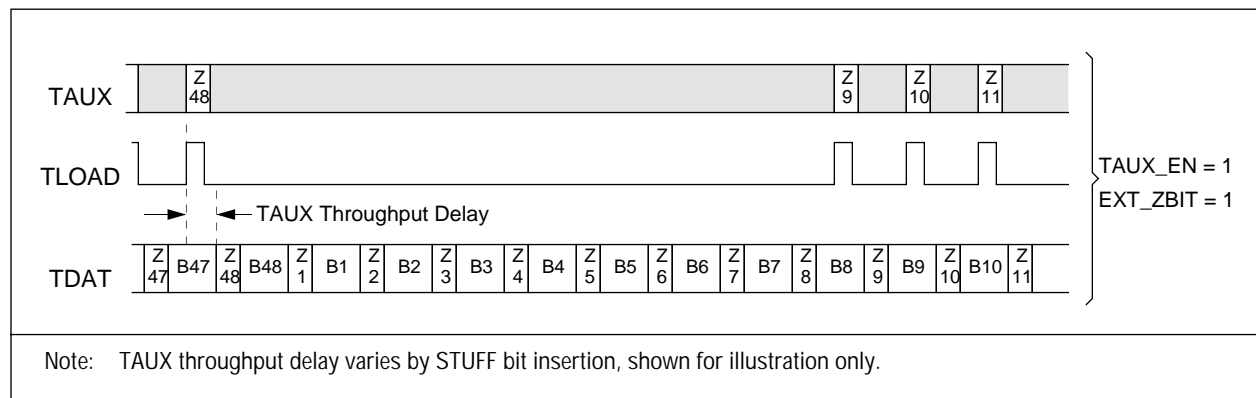 TAUX
Z
48
Z
9
Z
10
Z
11
TLOAD
TAUX_EN = 1
EXT_ZBIT = 1
TAUX Throughput Delay
TDAT
Z
47
B47
Z
48
B48
Z
1
B1
Z
2
B2
Z
3
B3
Z
4
B4
Z
5
B5
Z
6
B6
Z
7
B7
Z
8
B8
Z
9
B9
Z
10
B10
Z
11
Note: TAUX throughput delay varies by STUFF bit insertion, shown for illustration only.